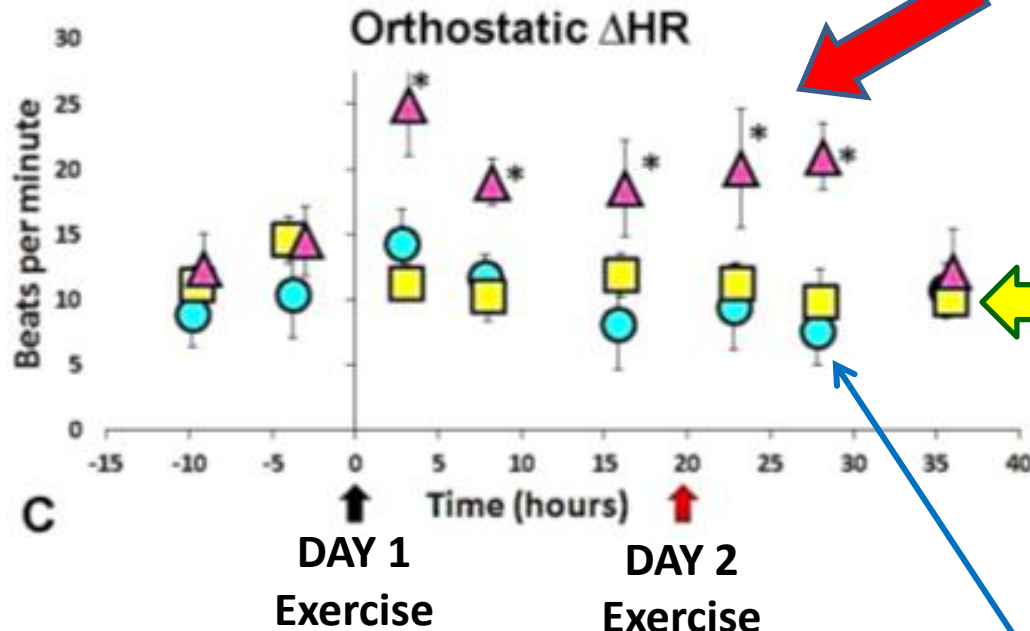 Orthostatic ΔHR
Beats per minute
30
25
20
15
10
5
0
* * * * *
-15 -10 -5 0 5 10 15 20 25 30 35 40
C
Time (hours)
DAY 1
Exercise
DAY 2
Exercise